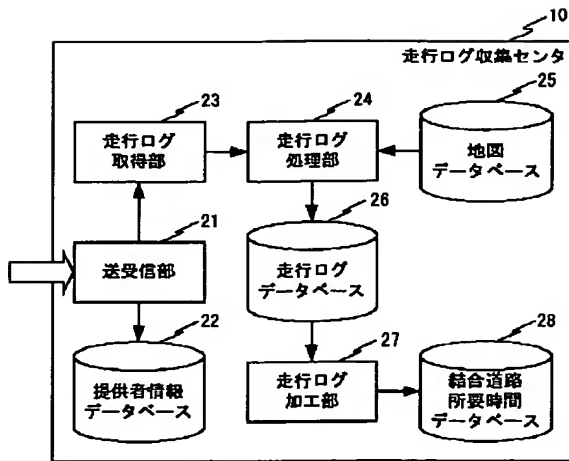 10
走行ログ収集センタ
23
走行ログ
取得部
24
走行ログ
処理部
25
地図
データベース
21
送受信部
26
走行ログ
データベース
22
提供者情報
データベース
27
走行ログ
加工部
28
結合道路
所要時間
データベース